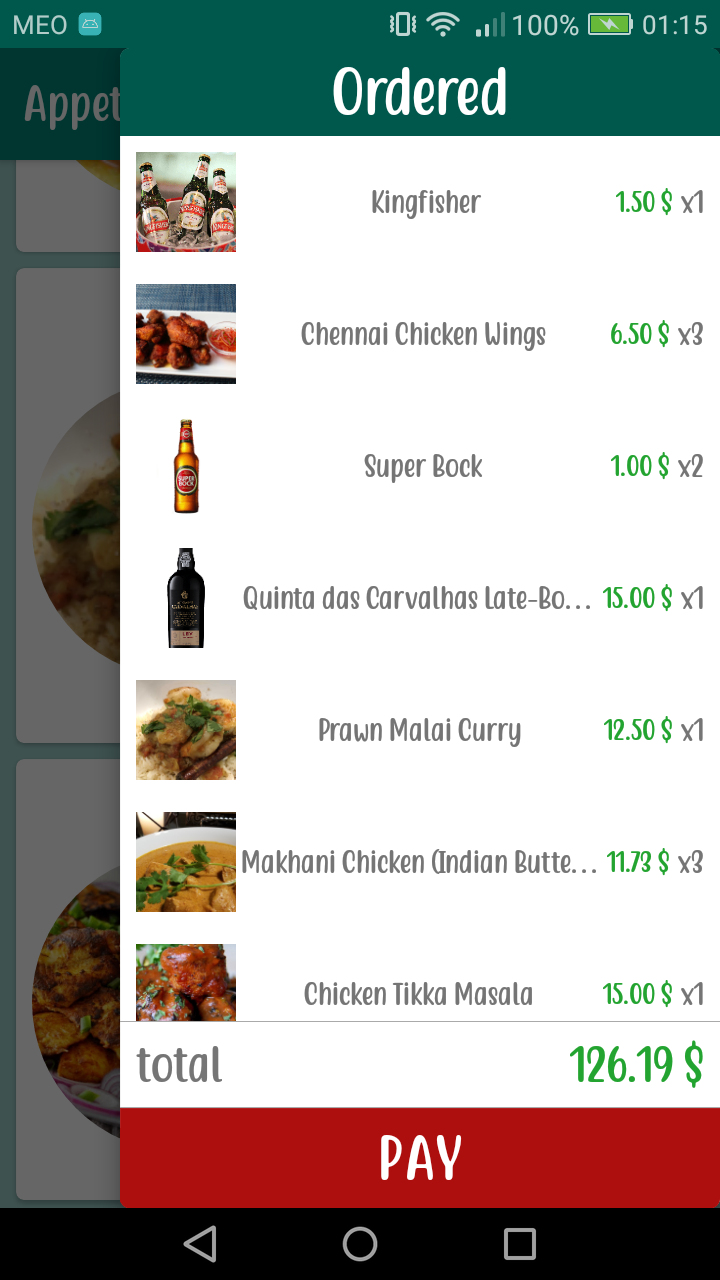 MEO 100% 01:15
Appet
Ordered
Kingfisher 1.50 $ x1
Chennai Chicken Wings 6.50 $ x3
SUPER BOCK
Super Bock 1.00 $ x2
Quinta das Carvalhas Late-Bo... 15.00 $ x1
Prawn Malai Curry 12.50 $ x1
Makhani Chicken (Indian Butte... 11.73 $ x3
Chicken Tikka Masala 15.00 $ x1
total 126.19 $
PAY